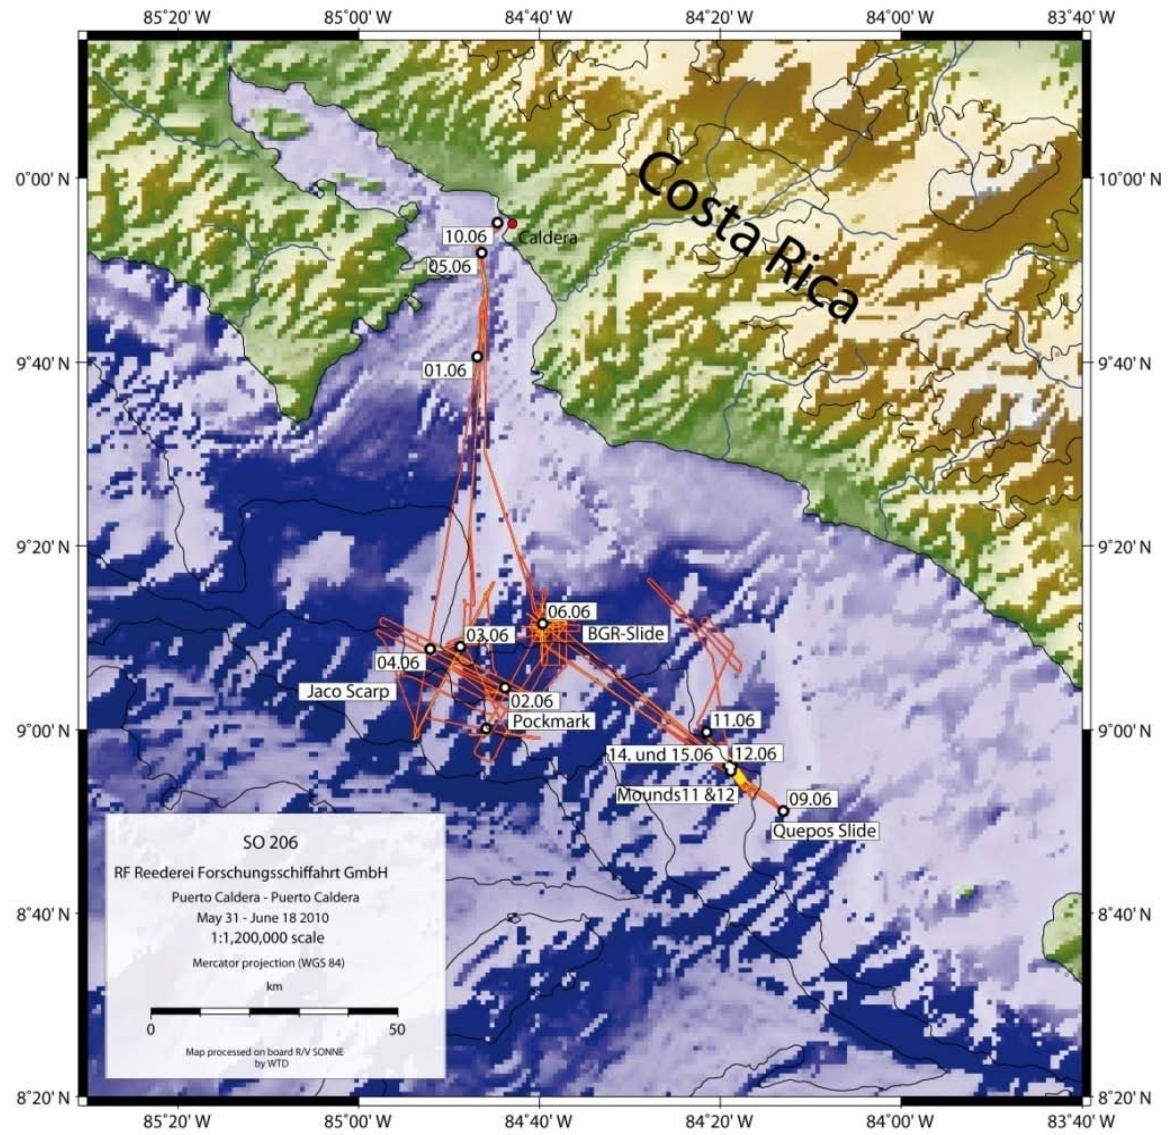 85°20' W
85°00' W
84°40' W
84°20' W
84°00' W
83°40' W
0°00' N
10°00' N
Costa Rica
10.06
Caldera
05.06
9°40' N
01.06
9°40' N
9°20' N
9°20' N
06.06
03.06
BGR-Slide
04.06
Jaco Scarp
02.06
Pockmark
11.06
9°00' N
9°00' N
14. und 15.06
12.06
Mounds11 &12
09.06
Quepos Slide
SO 206
RF Reederei Forschungsschiffahrt GmbH
Puerto Caldera - Puerto Caldera
May 31 - June 18 2010
1:1,200,000 scale
Mercator projection (WGS 84)
km
0
50
Map processed on board R/V SONNE
by WTD
8°40' N
8°40' N
8°20' N
8°20' N
85°20' W
85°00' W
84°40' W
84°20' W
84°00' W
83°40' W